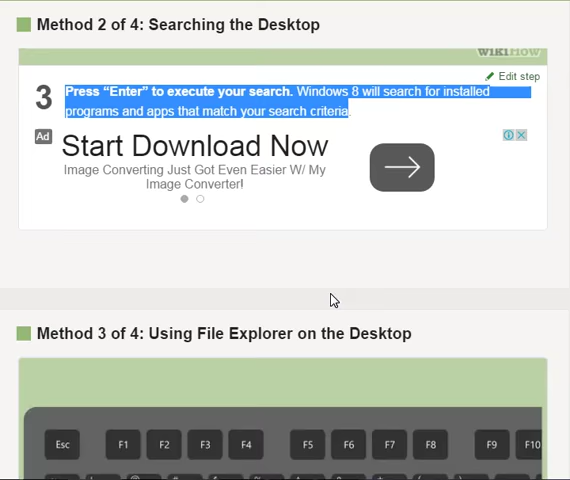 Method 2 of 4: Searching the Desktop
wikiHow
Edit step
3
Press “Enter” to execute your search. Windows 8 will search for installed
programs and apps that match your search criteria.
Ad
Start Download Now
Image Converting Just Got Even Easier W/ My
Image Converter!
Method 3 of 4: Using File Explorer on the Desktop
Esc F1 F2 F3 F4 F5 F6 F7 F8 F9 F10